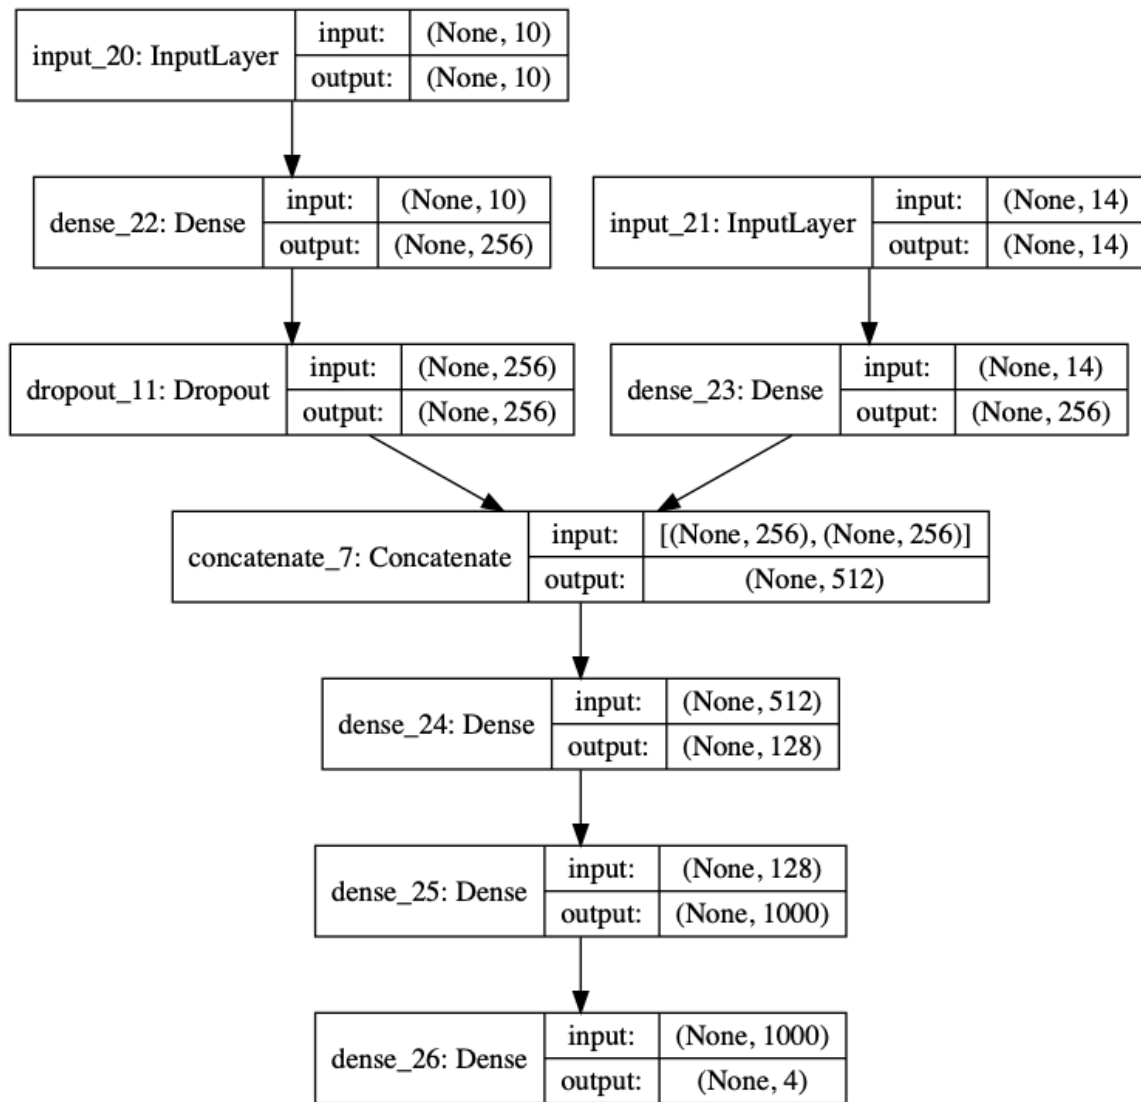 input_20: InputLayer
input: (None, 10)
output: (None, 10)
dense_22: Dense
input: (None, 10)
output: (None, 256)
input_21: InputLayer
input: (None, 14)
output: (None, 14)
dropout_11: Dropout
input: (None, 256)
output: (None, 256)
dense_23: Dense
input: (None, 14)
output: (None, 256)
concatenate_7: Concatenate
input: [(None, 256), (None, 256)]
output: (None, 512)
dense_24: Dense
input: (None, 512)
output: (None, 128)
dense_25: Dense
input: (None, 128)
output: (None, 1000)
dense_26: Dense
input: (None, 1000)
output: (None, 4)